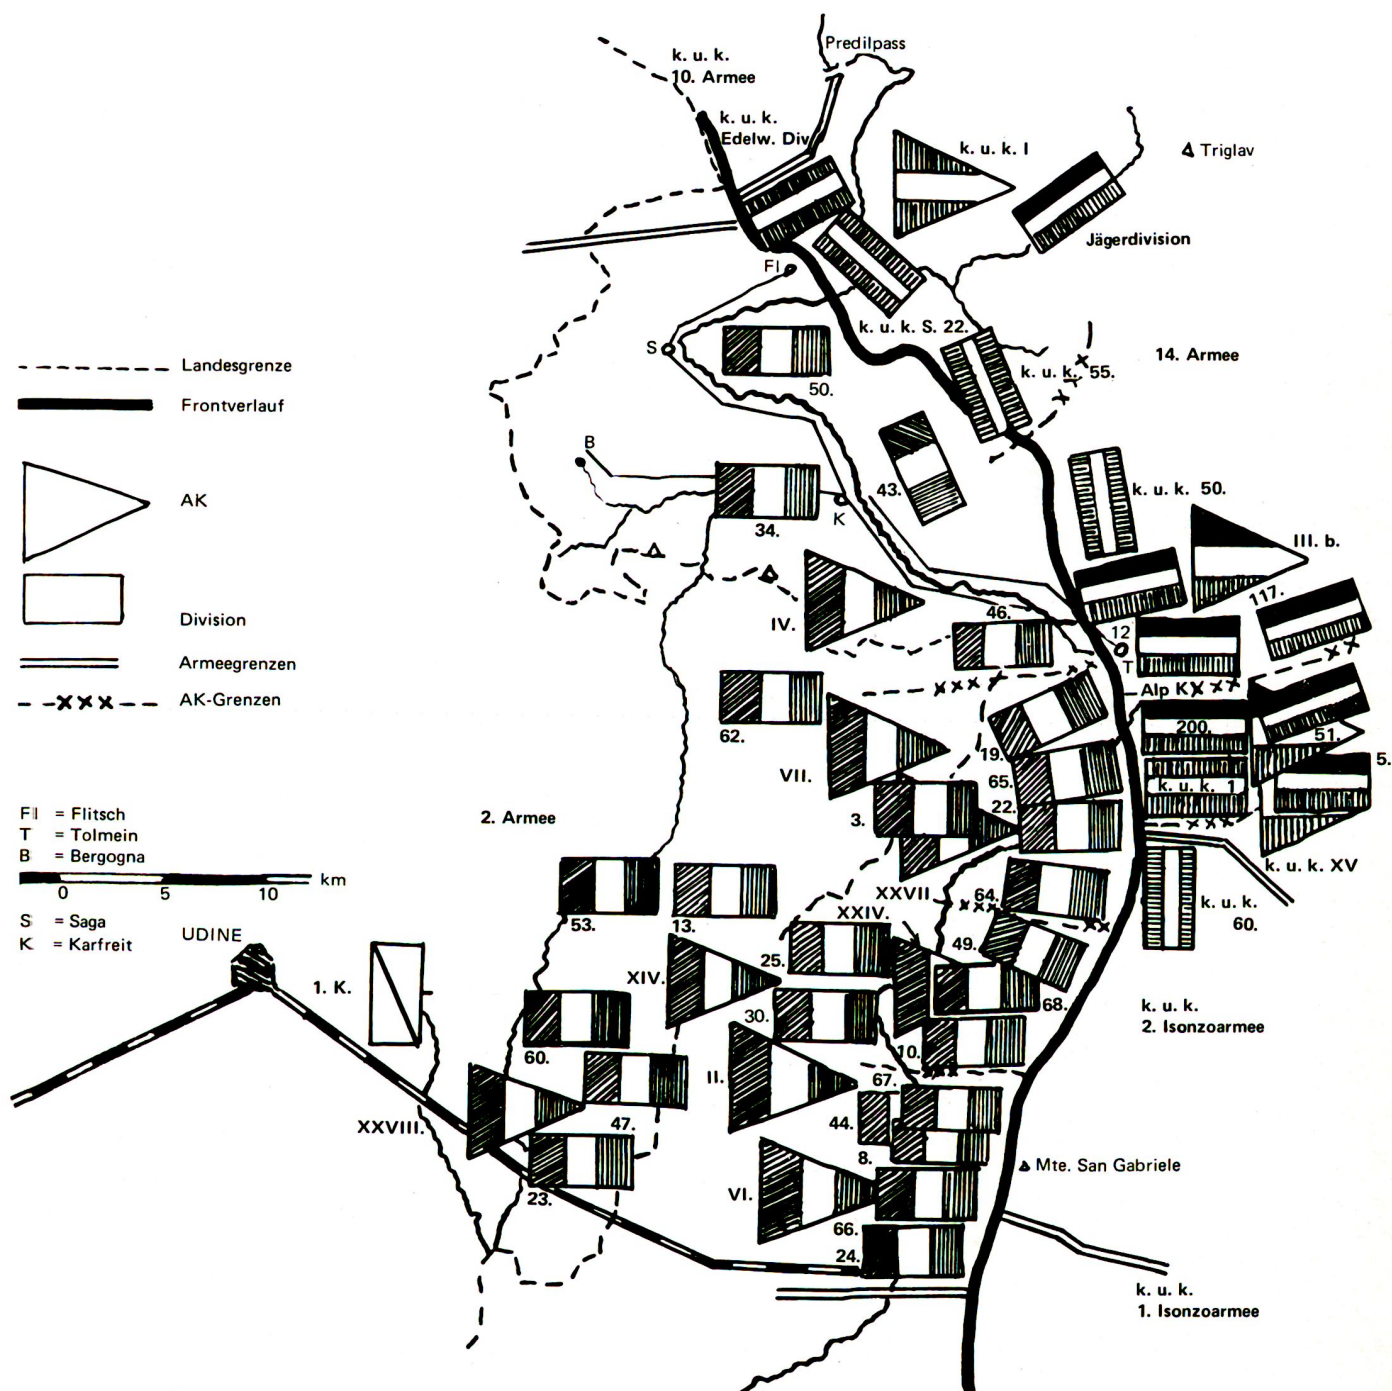 Predilpass
k. u. k.
10. Armee
k. u. k.
Edelw. Div
k. u. k. I
Triglav
Jägerdivision
Fl
k. u. k. S. 22.
S
50.
k. u. k. 55.
14. Armee
Landesgrenze
Frontverlauf
AK
Division
Armeegrenzen
AK-Grenzen
B
34.
K
43.
k. u. k. 50.
III. b.
117.
IV.
46.
12
T
Alp K
62.
VII.
19.
65.
22.
3.
200.
51.
5.
k. u. k. 1
k. u. k. XV
2. Armee
Fl = Flitsch
T = Tolmein
B = Bergogna
0 5 10 km
S = Saga
K = Karfreit
UDINE
53.
13.
XXVII
64.
XXIV.
49.
25.
k. u. k.
60.
1. K.
XIV.
30.
68.
60.
10.
k. u. k.
2. Isonzoarmee
II.
67.
47.
44.
XXVIII.
8.
23.
VI.
Mte. San Gabriele
66.
24.
k. u. k.
1. Isonzoarmee